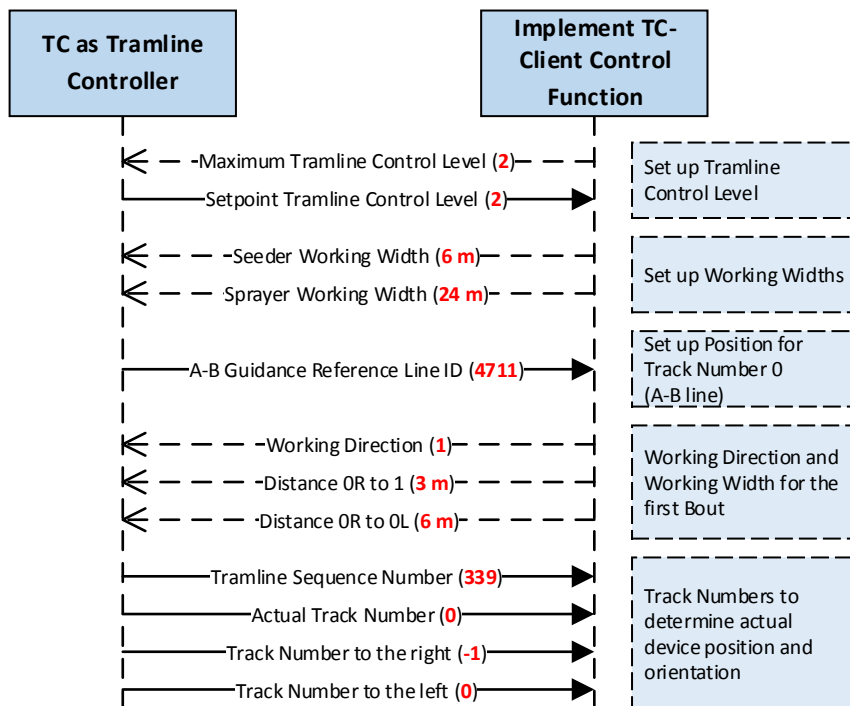 TC as Tramline
Controller
Implement TC-
Client Control
Function
Maximum Tramline Control Level (2)
Setpoint Tramline Control Level (2)
Set up Tramline
Control Level
Seeder Working Width (6 m)
Sprayer Working Width (24 m)
Set up Working Widths
A-B Guidance Reference Line ID (4711)
Set up Position for
Track Number 0
(A-B line)
Working Direction (1)
Distance 0R to 1 (3 m)
Distance 0R to 0L (6 m)
Working Direction and
Working Width for the
first Bout
Tramline Sequence Number (339)
Actual Track Number (0)
Track Number to the right (-1)
Track Number to the left (0)
Track Numbers to
determine actual
device position and
orientation